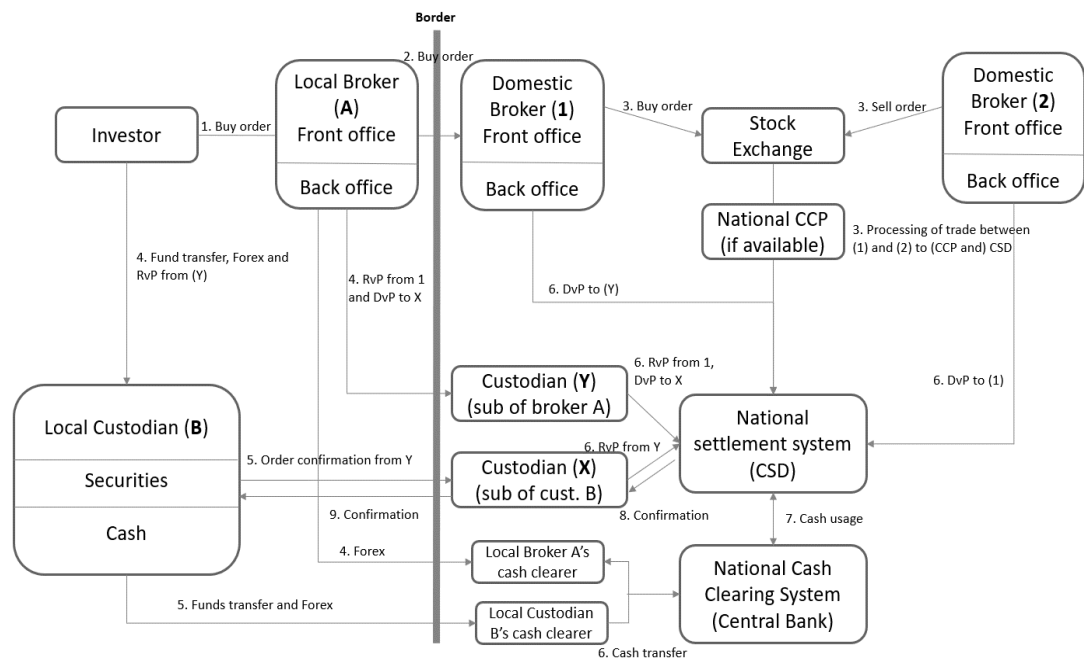 Border
2. Buy order
Local Broker
(A)
Front office
Back office
Investor
1. Buy order
Domestic
Broker (1)
Front office
Back office
3. Buy order
Stock
Exchange
3. Sell order
Domestic
Broker (2)
Front office
Back office
National CCP
(if available)
3. Processing of trade between
(1) and (2) to (CCP and) CSD
4. Fund transfer, Forex and
RvP from (Y)
4. RvP from 1
and DvP to X
6. DvP to (Y)
6. RvP from 1,
DvP to X
6. DvP to (1)
Custodian (Y)
(sub of broker A)
Local Custodian (B)
Securities
Cash
National
settlement system
(CSD)
6. RvP from Y
5. Order confirmation from Y
Custodian (X)
(sub of cust. B)
9. Confirmation
8. Confirmation
7. Cash usage
4. Forex
Local Broker A's
cash clearer
National Cash
Clearing System
(Central Bank)
5. Funds transfer and Forex
Local Custodian
B's cash clearer
6. Cash transfer